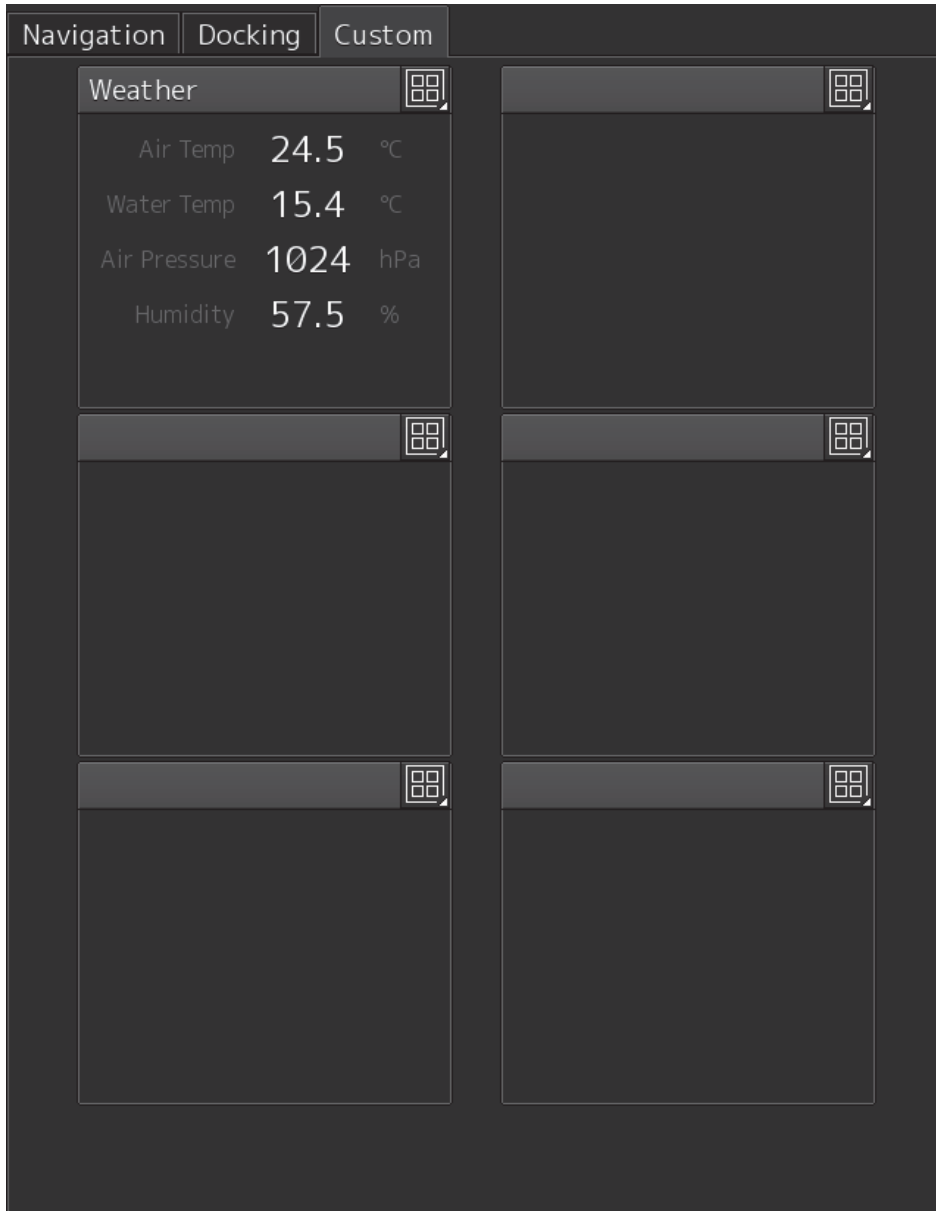 Navigation Docking Custom
Weather
Air Temp 24.5 ℃
Water Temp 15.4 ℃
Air Pressure 1024 hPa
Humidity 57.5 %